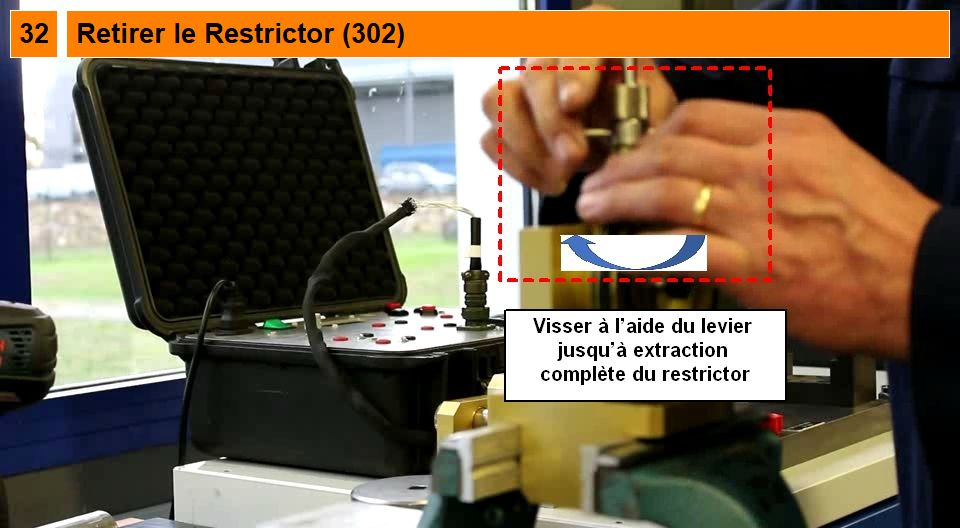 32 Retirer le Restrictor (302)
Visser à l'aide du levier
jusqu'à extraction
complète du restrictor